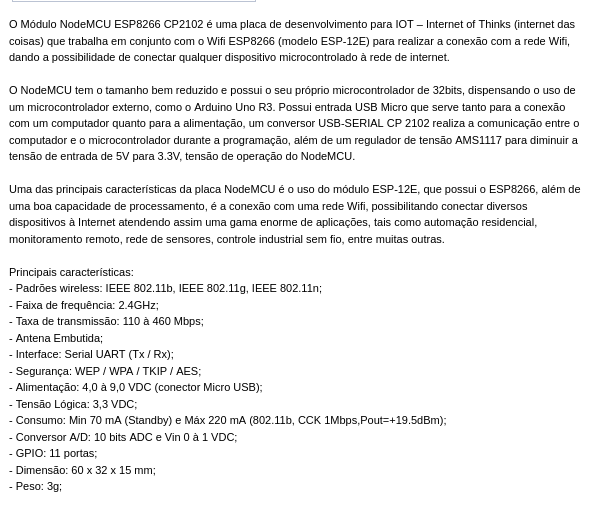 O Módulo NodeMCU ESP8266 CP2102 é uma placa de desenvolvimento para IOT – Internet of Thinks (internet das
coisas) que trabalha em conjunto com o Wifi ESP8266 (modelo ESP-12E) para realizar a conexão com a rede Wifi,
dando a possibilidade de conectar qualquer dispositivo microcontrolado à rede de internet.
O NodeMCU tem o tamanho bem reduzido e possui o seu próprio microcontrolador de 32bits, dispensando o uso de
um microcontrolador externo, como o Arduino Uno R3. Possui entrada USB Micro que serve tanto para a conexão
com um computador quanto para a alimentação, um conversor USB-SERIAL CP 2102 realiza a comunicação entre o
computador e o microcontrolador durante a programação, além de um regulador de tensão AMS1117 para diminuir a
tensão de entrada de 5V para 3.3V, tensão de operação do NodeMCU.
Uma das principais características da placa NodeMCU é o uso do módulo ESP-12E, que possui o ESP8266, além de
uma boa capacidade de processamento, é a conexão com uma rede Wifi, possibilitando conectar diversos
dispositivos à Internet atendendo assim uma gama enorme de aplicações, tais como automação residencial,
monitoramento remoto, rede de sensores, controle industrial sem fio, entre muitas outras.
Principais características:
- Padrões wireless: IEEE 802.11b, IEEE 802.11g, IEEE 802.11n;
- Faixa de frequência: 2.4GHz;
- Taxa de transmissão: 110 à 460 Mbps;
- Antena Embutida;
- Interface: Serial UART (Tx / Rx);
- Segurança: WEP / WPA / TKIP / AES;
- Alimentação: 4,0 à 9,0 VDC (conector Micro USB);
- Tensão Lógica: 3,3 VDC;
- Consumo: Min 70 mA (Standby) e Máx 220 mA (802.11b, CCK 1Mbps,Pout=+19.5dBm);
- Conversor A/D: 10 bits ADC e Vin 0 à 1 VDC;
- GPIO: 11 portas;
- Dimensão: 60 x 32 x 15 mm;
- Peso: 3g;